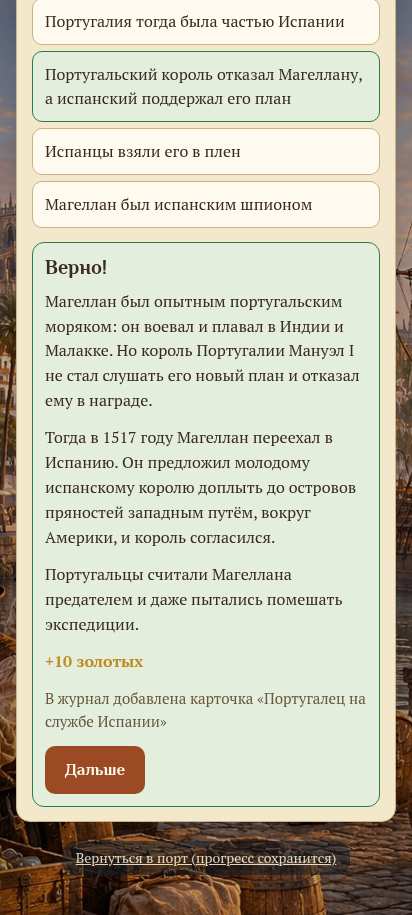 Португалия тогда была частью Испании
Португальский король отказал Магеллану,
а испанский поддержал его план
Испанцы взяли его в плен
Магеллан был испанским шпионом
Верно!
Магеллан был опытным португальским
моряком: он воевал и плавал в Индии и
Малакке. Но король Португалии Мануэл I
не стал слушать его новый план и отказал
ему в награде.
Тогда в 1517 году Магеллан переехал в
Испанию. Он предложил молодому
испанскому королю доплыть до островов
пряностей западным путём, вокруг
Америки, и король согласился.
Португальцы считали Магеллана
предателем и даже пытались помешать
экспедиции.
+10 золотых
В журнал добавлена карточка «Португалец на
службе Испании»
Дальше
Вернуться в порт (прогресс сохранится)